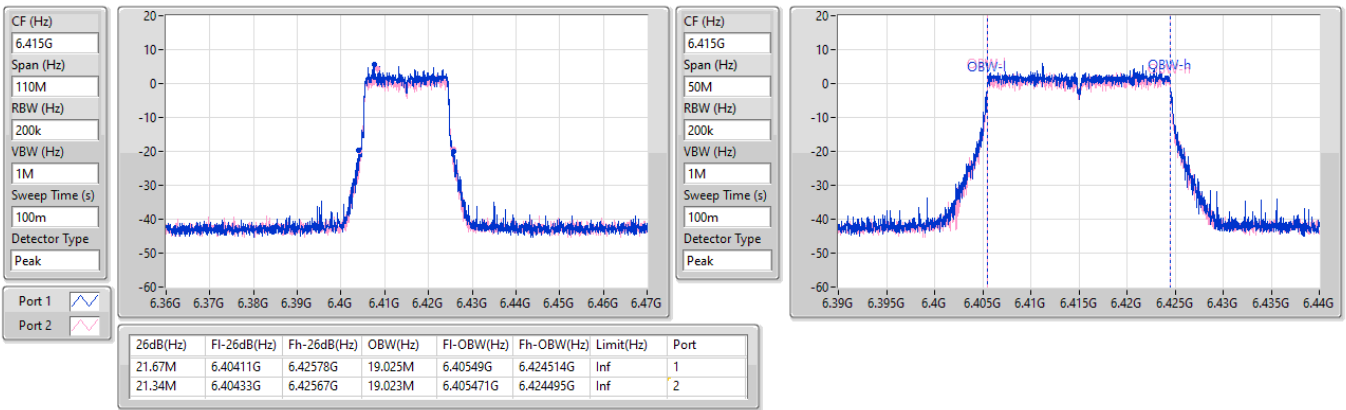 CF (Hz)
6.415G
Span (Hz)
110M
RBW (Hz)
200k
VBW (Hz)
1M
Sweep Time (s)
100m
Detector Type
Peak
Port 1
Port 2
20
10
0
-10
-20
-30
-40
-50
-60
6.36G 6.37G 6.38G 6.39G 6.4G 6.41G 6.42G 6.43G 6.44G 6.45G 6.46G 6.47G
CF (Hz)
6.415G
Span (Hz)
50M
RBW (Hz)
200k
VBW (Hz)
1M
Sweep Time (s)
100m
Detector Type
Peak
20
10
0
-10
-20
-30
-40
-50
-60
OBW-l OBW-h
6.39G 6.395G 6.4G 6.405G 6.41G 6.415G 6.42G 6.425G 6.43G 6.435G 6.44G
26dB(Hz) Fl-26dB(Hz) Fh-26dB(Hz) OBW(Hz) Fl-OBW(Hz) Fh-OBW(Hz) Limit(Hz) Port
21.67M 6.40411G 6.42578G 19.025M 6.40549G 6.424514G Inf 1
21.34M 6.40433G 6.42567G 19.023M 6.405471G 6.424495G Inf 2